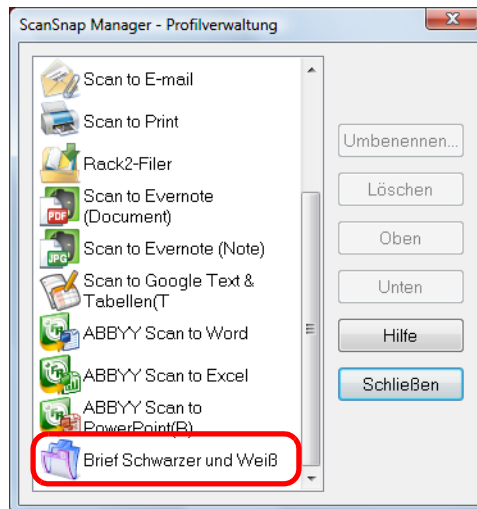 ScanSnap Manager - Profilverwaltung
Scan to E-mail
Scan to Print
Rack2-Filer
Scan to Evernote
(Document)
Scan to Evernote (Note)
Scan to Google Text &
Tabellen(T
ABBYY Scan to Word
ABBYY Scan to Excel
ABBYY Scan to
PowerPoint(R)
Brief Schwarzer und Weiß
Umbenennen...
Löschen
Oben
Unten
Hilfe
Schließen
PDF
JPG